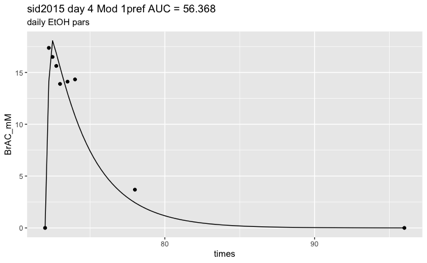 sid2015 day 4 Mod 1pref AUC = 56.368
daily EtOH pars
BrAC_mM
15
10
5
0
80
90
times